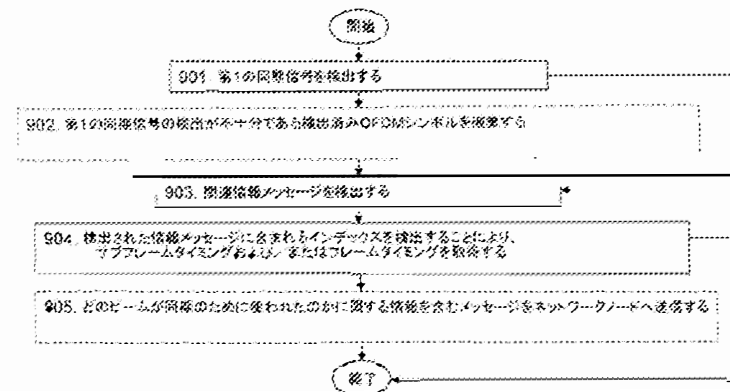 開始
901. 第1の同期信号を検出する
902. 第1の同期信号の検出が不十分である検出済みOFDMシンボルを破棄する
903. 関連情報メッセージを検出する
904. 検出された情報メッセージに含まれるインデックスを検出することにより、
サブフレームタイミングおよび/またはフレームタイミングを取得する
905. どのビームが同期のために使われたのかに関する情報を含むメッセージをネットワークノードへ送信する
終了